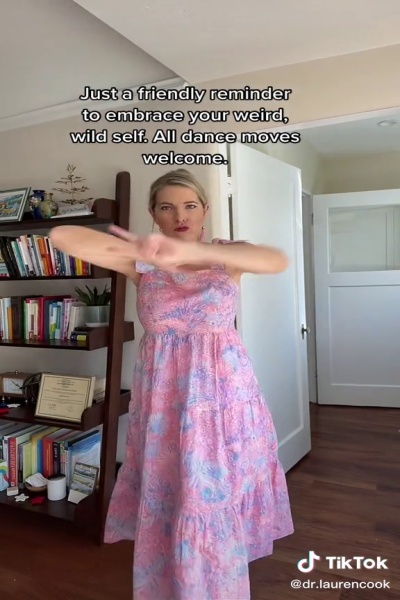 Just a friendly reminder
to embrace your weird,
wild self. All dance moves
welcome.
TikTok
@dr.laurencook